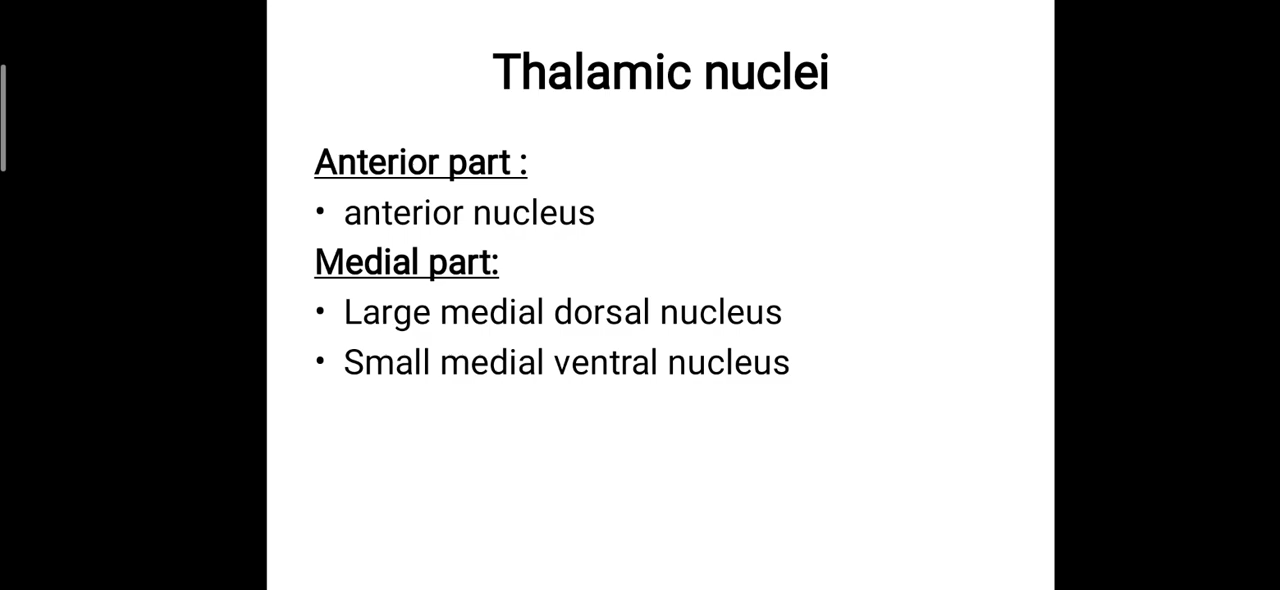 Thalamic nuclei
Anterior part :
• anterior nucleus
Medial part:
• Large medial dorsal nucleus
• Small medial ventral nucleus